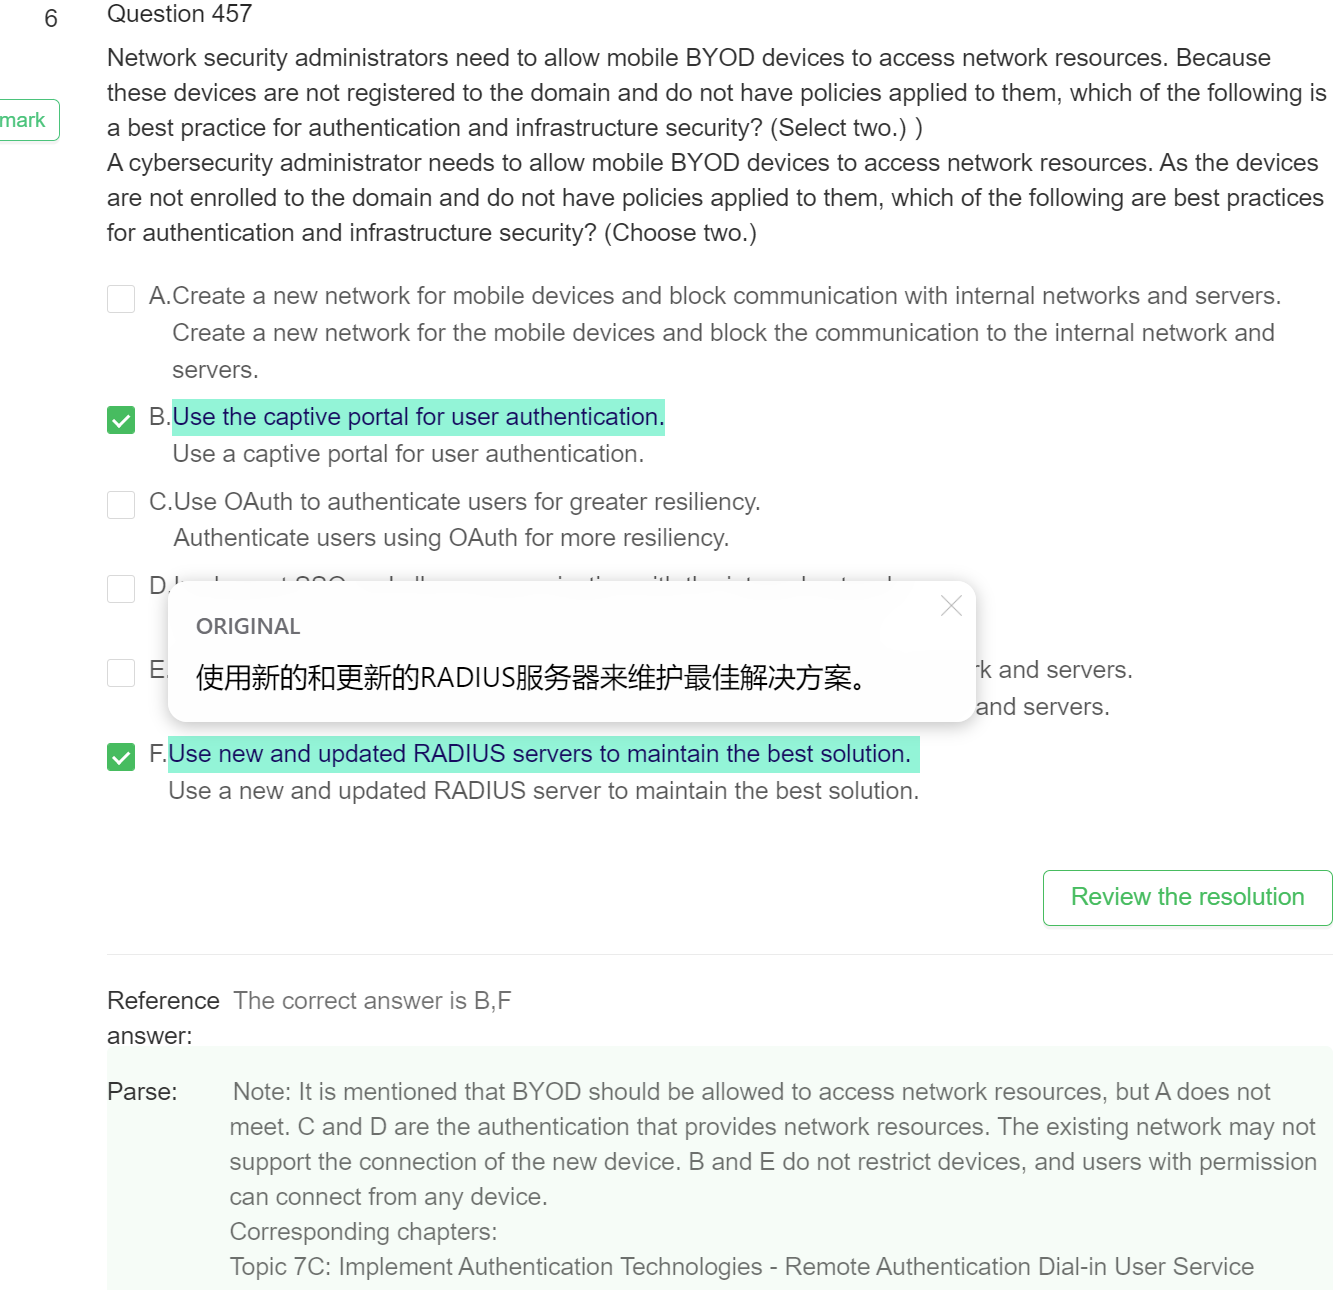 6
Question 457
Network security administrators need to allow mobile BYOD devices to access network resources. Because
these devices are not registered to the domain and do not have policies applied to them, which of the following is
mark
a best practice for authentication and infrastructure security? (Select two.) )
A cybersecurity administrator needs to allow mobile BYOD devices to access network resources. As the devices
are not enrolled to the domain and do not have policies applied to them, which of the following are best practices
for authentication and infrastructure security? (Choose two.)
A.Create a new network for mobile devices and block communication with internal networks and servers.
Create a new network for the mobile devices and block the communication to the internal network and
servers.
B.Use the captive portal for user authentication.
Use a captive portal for user authentication.
C.Use OAuth to authenticate users for greater resiliency.
Authenticate users using OAuth for more resiliency.
D.
ORIGINAL
使用新的和更新的RADIUS服务器来维护最佳解决方案。
E. and servers.
and servers.
F.Use new and updated RADIUS servers to maintain the best solution.
Use a new and updated RADIUS server to maintain the best solution.
Review the resolution
Reference The correct answer is B,F
answer:
Parse: Note: It is mentioned that BYOD should be allowed to access network resources, but A does not
meet. C and D are the authentication that provides network resources. The existing network may not
support the connection of the new device. B and E do not restrict devices, and users with permission
can connect from any device.
Corresponding chapters:
Topic 7C: Implement Authentication Technologies - Remote Authentication Dial-in User Service